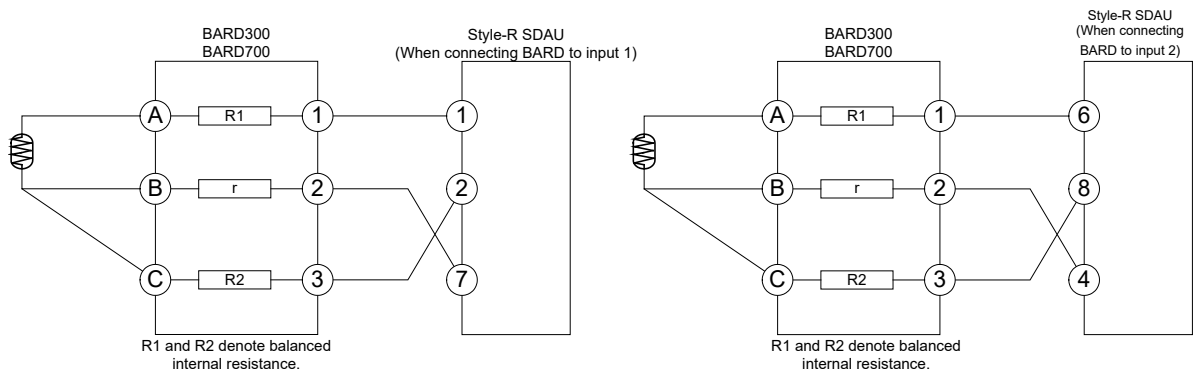 BARD300
BARD700
Style-R SDAU
(When connecting BARD to input 1)
A
R1
1
1
B
r
2
2
C
R2
3
7
R1 and R2 denote balanced
internal resistance.
BARD300
BARD700
Style-R SDAU
(When connecting
BARD to input 2)
A
R1
1
6
B
r
2
8
C
R2
3
4
R1 and R2 denote balanced
internal resistance.